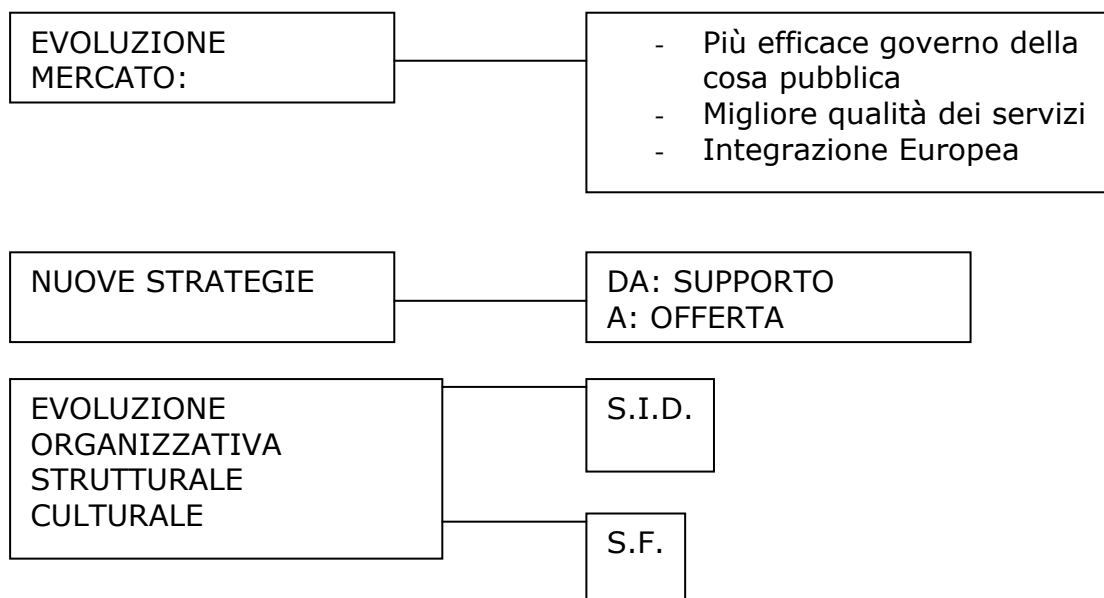 EVOLUZIONE
MERCATO:
- Più efficace governo della
cosa pubblica
- Migliore qualità dei servizi
- Integrazione Europea
NUOVE STRATEGIE
DA: SUPPORTO
A: OFFERTA
EVOLUZIONE
ORGANIZZATIVA
STRUTTURALE
CULTURALE
S.I.D.
S.F.